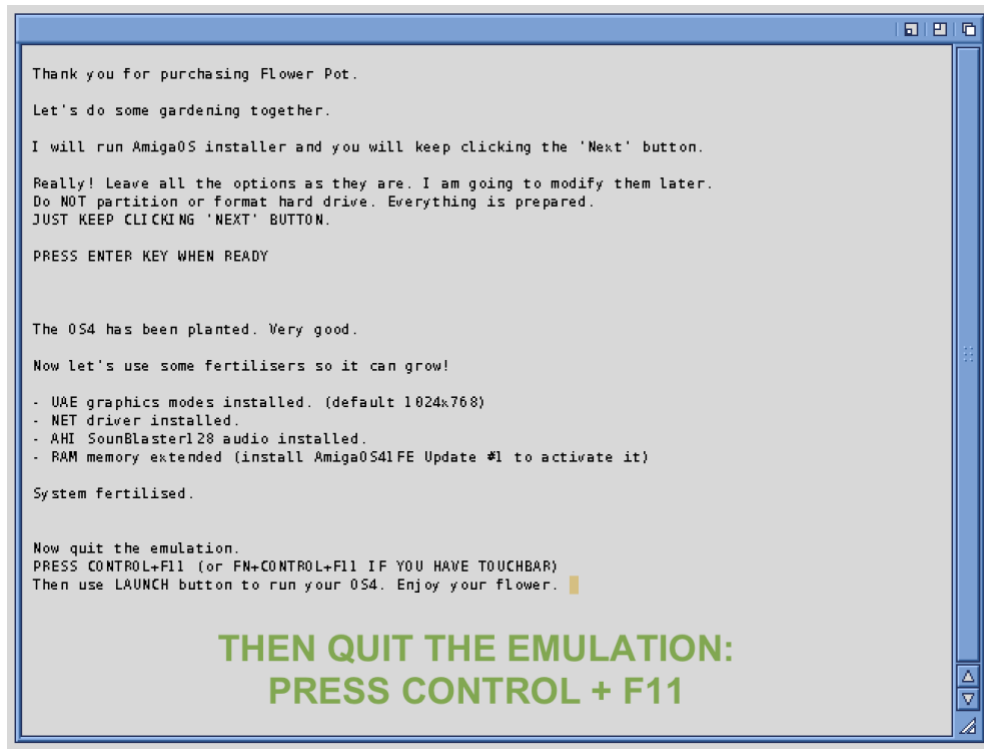 Thank you for purchasing Flower Pot.
Let's do some gardening together.
I will run AmigaOS installer and you will keep clicking the 'Next' button.
Really! Leave all the options as they are. I am going to modify them later.
Do NOT partition or format hard drive. Everything is prepared.
JUST KEEP CLICKING 'NEXT' BUTTON.
PRESS ENTER KEY WHEN READY
The OS4 has been planted. Very good.
Now let's use some fertilisers so it can grow!
- UAE graphics modes installed. (default 1024x768)
- NET driver installed.
- AHI SounBlaster128 audio installed.
- RAM memory extended (install AmigaOS41FE Update #1 to activate it)
System fertilised.
Now quit the emulation.
PRESS CONTROL+F11 (or FN+CONTROL+F11 IF YOU HAVE TOUCHBAR)
Then use LAUNCH button to run your OS4. Enjoy your flower.
THEN QUIT THE EMULATION:
PRESS CONTROL + F11